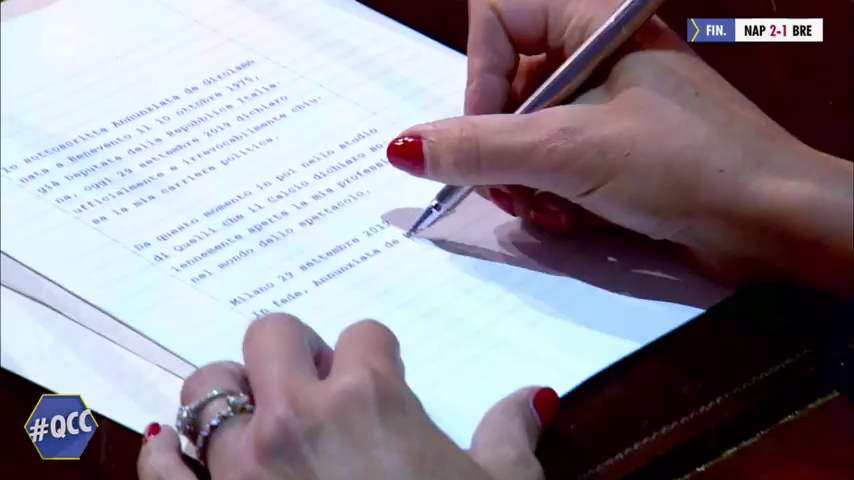 FIN. NAP 2-1 BRE
Io sottoscritta Annunziata de Girolamo
nata a Benevento il 10 ottobre 1975,
già Deputata della Repubblica Italia-
na, oggi 29 settembre 2019 dichiaro
ufficialmente e irrevocabilmente chiu-
sa la mia carriera politica.
Da questo momento in poi nello studio
di Quelli che il Calcio dichiaro so-
lennemente aperta la mia professi
nel mondo dello spettacolo.
Milano 29 settembre 2019
In fede, Annunziata de
#QCC